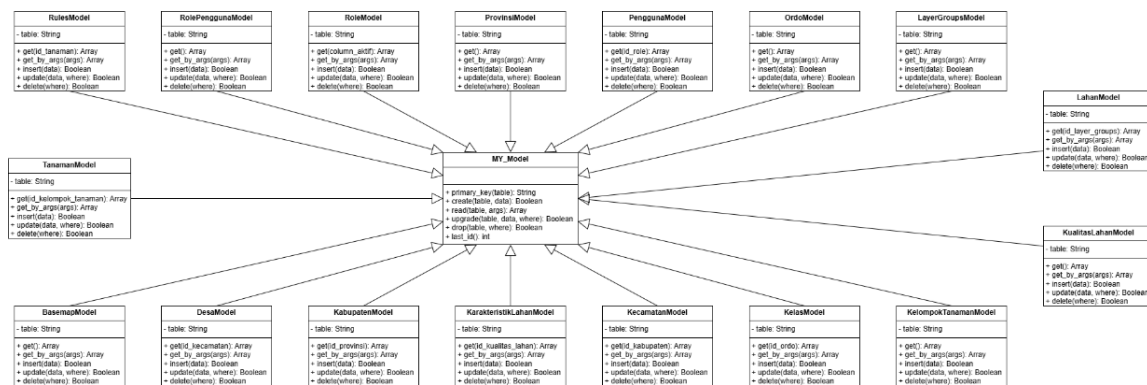 RulesModel
- table: String
+ get(id_tanaman): Array
+ get_by_args(args): Array
+ insert(data): Boolean
+ update(data, where): Boolean
+ delete(where): Boolean
RolePenggunaModel
- table: String
+ get(): Array
+ get_by_args(args): Array
+ insert(data): Boolean
+ update(data, where): Boolean
+ delete(where): Boolean
RoleModel
- table: String
+ get(column_aktif): Array
+ get_by_args(args): Array
+ insert(data): Boolean
+ update(data, where): Boolean
+ delete(where): Boolean
ProvinsiModel
- table: String
+ get(): Array
+ get_by_args(args): Array
+ insert(data): Boolean
+ update(data, where): Boolean
+ delete(where): Boolean
PenggunaModel
- table: String
+ get(id_role): Array
+ get_by_args(args): Array
+ insert(data): Boolean
+ update(data, where): Boolean
+ delete(where): Boolean
OrdoModel
- table: String
+ get(): Array
+ get_by_args(args): Array
+ insert(data): Boolean
+ update(data, where): Boolean
+ delete(where): Boolean
LayerGroupsModel
- table: String
+ get(): Array
+ get_by_args(args): Array
+ insert(data): Boolean
+ update(data, where): Boolean
+ delete(where): Boolean
LahanModel
- table: String
+ get(id_layer_groups): Array
+ get_by_args(args): Array
+ insert(data): Boolean
+ update(data, where): Boolean
+ delete(where): Boolean
TanamanModel
- table: String
+ get(id_kelompok_tanaman): Array
+ get_by_args(args): Array
+ insert(data): Boolean
+ update(data, where): Boolean
+ delete(where): Boolean
MY_Model
+ primary_key(table): String
+ create(table, data): Boolean
+ read(table, args): Array
+ upgrade(table, data, where): Boolean
+ drop(table, where): Boolean
+ last_id(): int
KualitasLahanModel
- table: String
+ get(): Array
+ get_by_args(args): Array
+ insert(data): Boolean
+ update(data, where): Boolean
+ delete(where): Boolean
BasemapModel
- table: String
+ get(): Array
+ get_by_args(args): Array
+ insert(data): Boolean
+ update(data, where): Boolean
+ delete(where): Boolean
DesaModel
- table: String
+ get(id_kecamatan): Array
+ get_by_args(args): Array
+ insert(data): Boolean
+ update(data, where): Boolean
+ delete(where): Boolean
KabupatenModel
- table: String
+ get(id_provinsi): Array
+ get_by_args(args): Array
+ insert(data): Boolean
+ update(data, where): Boolean
+ delete(where): Boolean
KarakteristikLahanModel
- table: String
+ get(id_kualitas_lahan): Array
+ get_by_args(args): Array
+ insert(data): Boolean
+ update(data, where): Boolean
+ delete(where): Boolean
KecamatanModel
- table: String
+ get(id_kabupaten): Array
+ get_by_args(args): Array
+ insert(data): Boolean
+ update(data, where): Boolean
+ delete(where): Boolean
KelasModel
- table: String
+ get(id_ordo): Array
+ get_by_args(args): Array
+ insert(data): Boolean
+ update(data, where): Boolean
+ delete(where): Boolean
KelompokTanamanModel
- table: String
+ get(): Array
+ get_by_args(args): Array
+ insert(data): Boolean
+ update(data, where): Boolean
+ delete(where): Boolean